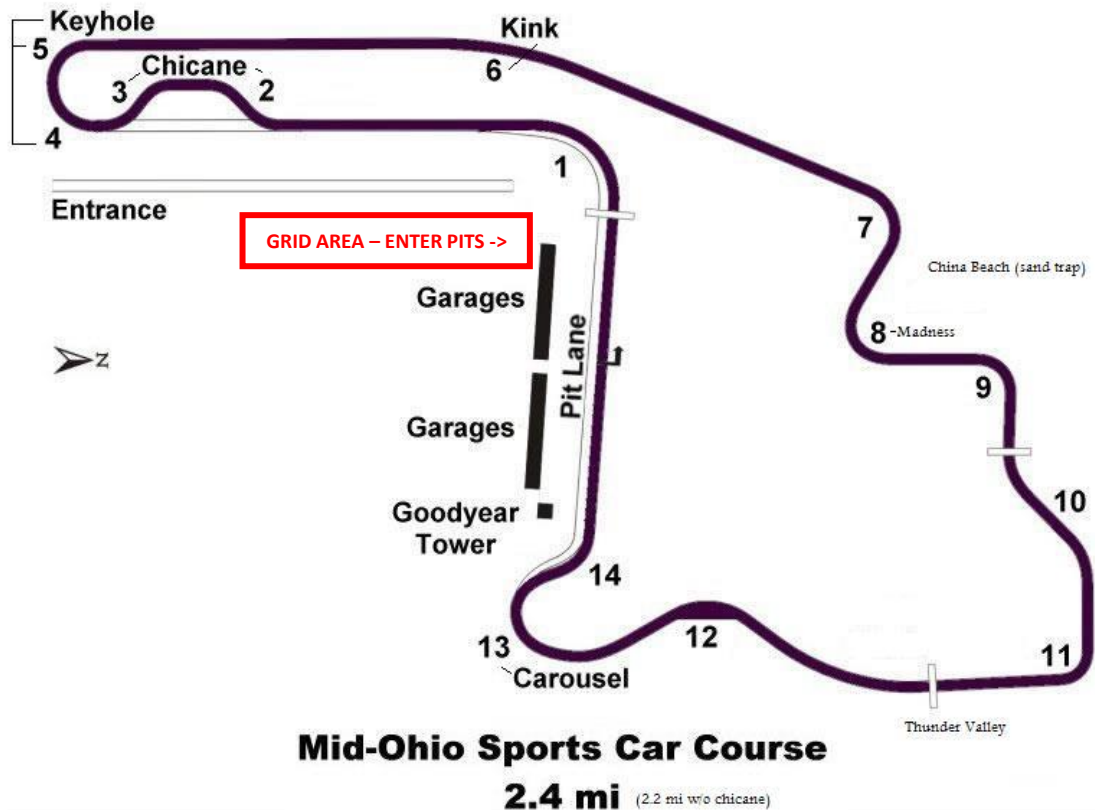 Keyhole
5
Chicane
3
2
4
Kink
6
1
Entrance
GRID AREA – ENTER PITS ->
7
China Beach (sand trap)
Garages
8 -Madness
N
Pit Lane
9
Garages
10
Goodyear
Tower
14
13
12
11
Carousel
Thunder Valley
Mid-Ohio Sports Car Course
2.4 mi (2.2 mi w/o chicane)